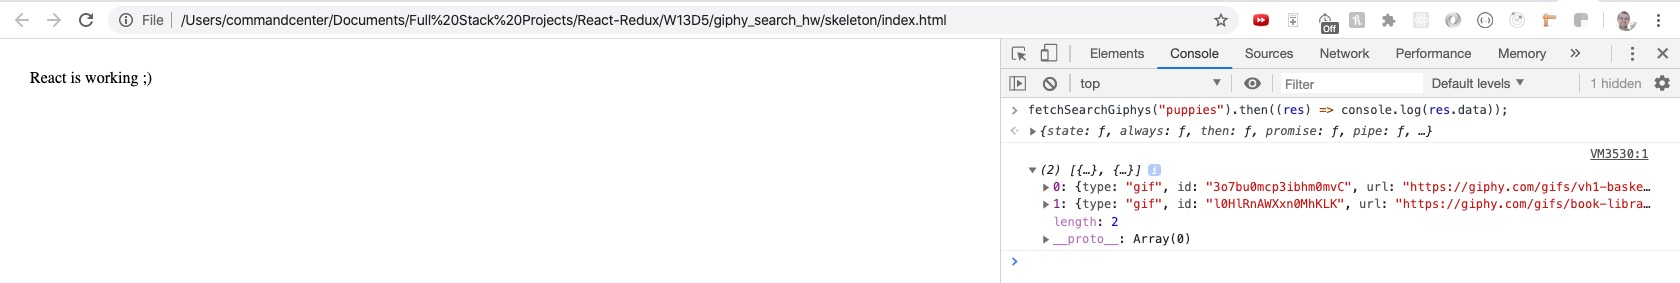 File /Users/commandcenter/Documents/Full%20Stack%20Projects/React-Redux/W13D5/giphy_search_hw/skeleton/index.html
Off
React is working ;)
Elements Console Sources Network Performance Memory »
top Filter Default levels ▼ 1 hidden
> fetchSearchGiphys("puppies").then((res) => console.log(res.data));
{state: ƒ, always: ƒ, then: ƒ, promise: ƒ, pipe: ƒ, …}
VM3530:1
(2) [{…}, {…}] i
0: {type: "gif", id: "3o7bu0mcp3ibhm0mvC", url: "https://giphy.com/gifs/vh1-baske…
1: {type: "gif", id: "l0HlRnAWXxn0MhKLK", url: "https://giphy.com/gifs/book-libra…
length: 2
__proto__: Array(0)
>